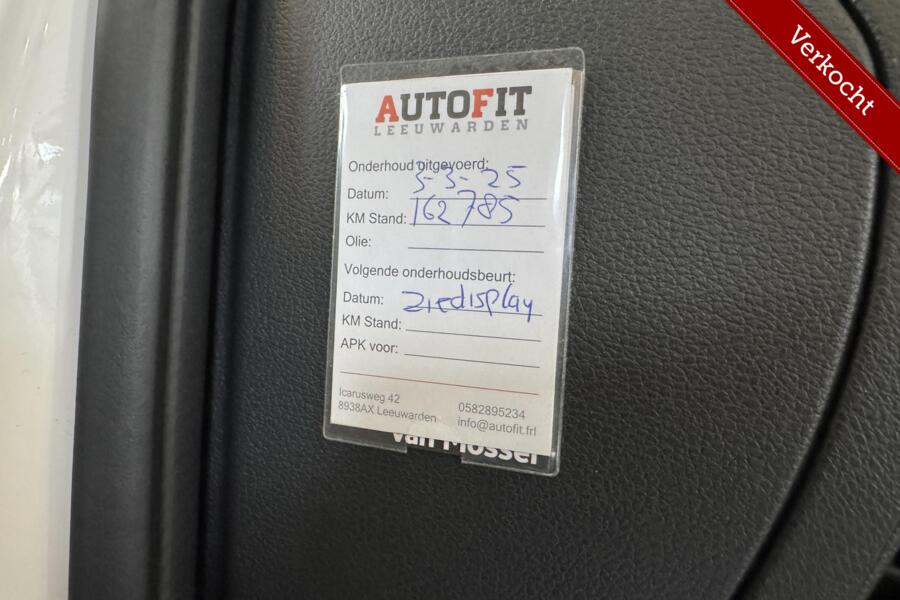 Verkocht
AUTOFIT
LEEUWARDEN
Onderhoud uitgevoerd:
Datum: 3-3-25
KM Stand: 162785
Olie:
Volgende onderhoudsbeurt:
Datum: Ziedisplay
KM Stand:
APK voor:
Icarusweg 42
8938AX Leeuwarden
0582895234
info@autofit.frl
van Mossel